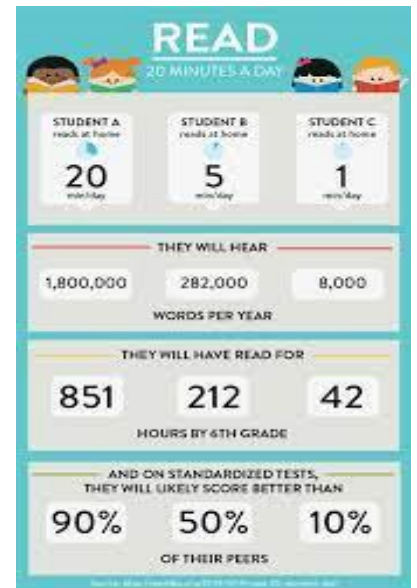 READ
20 MINUTES A DAY
STUDENT A STUDENT B STUDENT C
reads at home reads at home reads at home
20 5 1
min/day min/day min/day
THEY WILL HEAR
1,800,000 282,000 8,000
WORDS PER YEAR
THEY WILL HAVE READ FOR
851 212 42
HOURS BY 6TH GRADE
AND ON STANDARDIZED TESTS,
THEY WILL LIKELY SCORE BETTER THAN
90% 50% 10%
OF THEIR PEERS